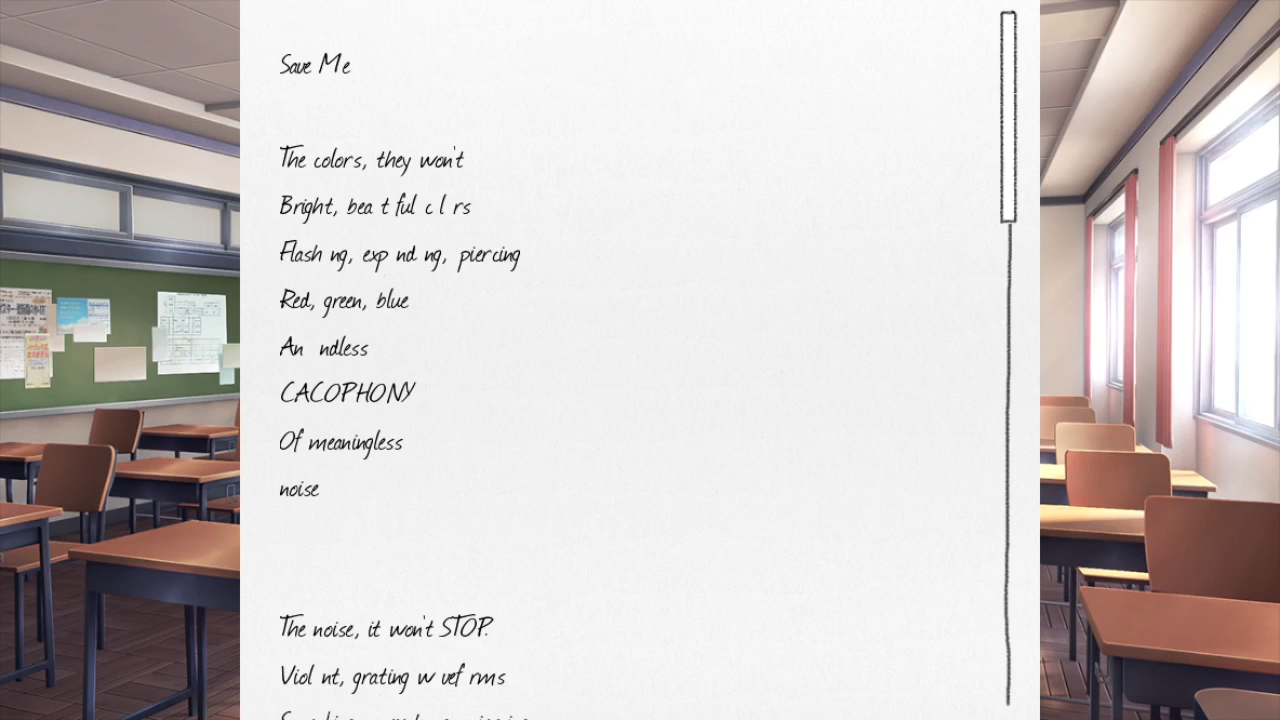 Save Me
The colors, they won't
Bright, bea t ful c l rs
Flash ng, exp nd ng, piercing
Red, green, blue
An ndless
CACOPHONY
Of meaningless
noise
The noise, it won't STOP.
Viol nt, grating w vef rms